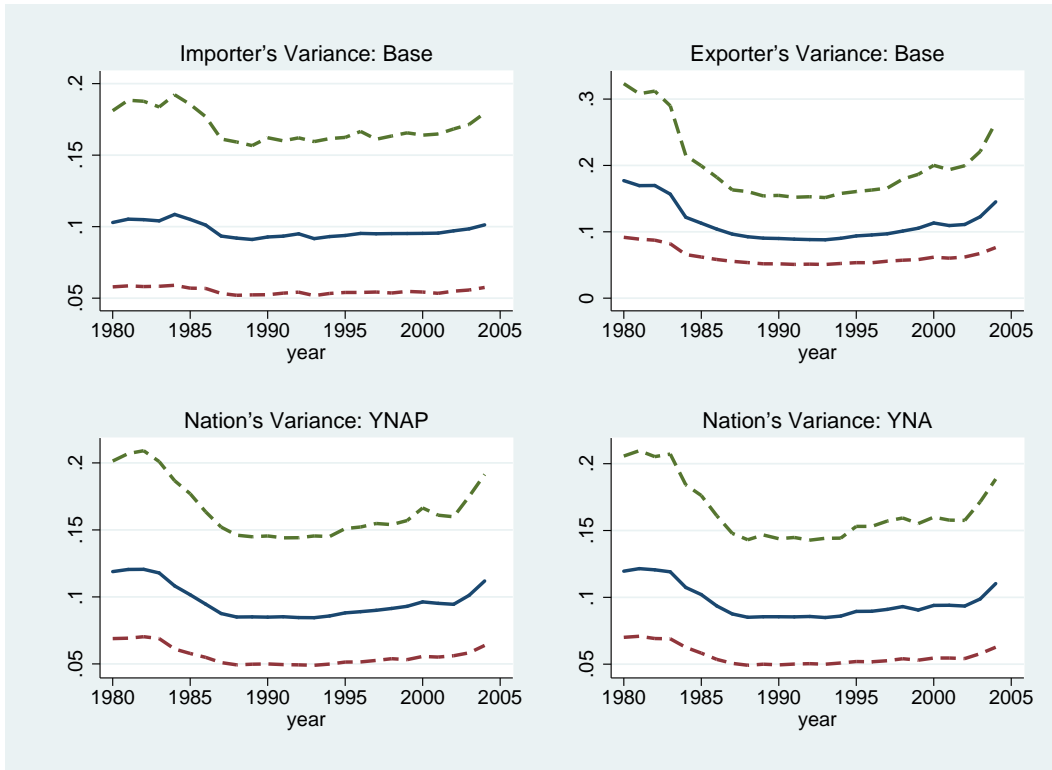 Importer's Variance: Base
.2
.15
.1
.05
1980 1985 1990 1995 2000 2005
year
Exporter's Variance: Base
.3
.2
.1
0
1980 1985 1990 1995 2000 2005
year
Nation's Variance: YNAP
.2
.15
.1
.05
1980 1985 1990 1995 2000 2005
year
Nation's Variance: YNA
.2
.15
.1
.05
1980 1985 1990 1995 2000 2005
year